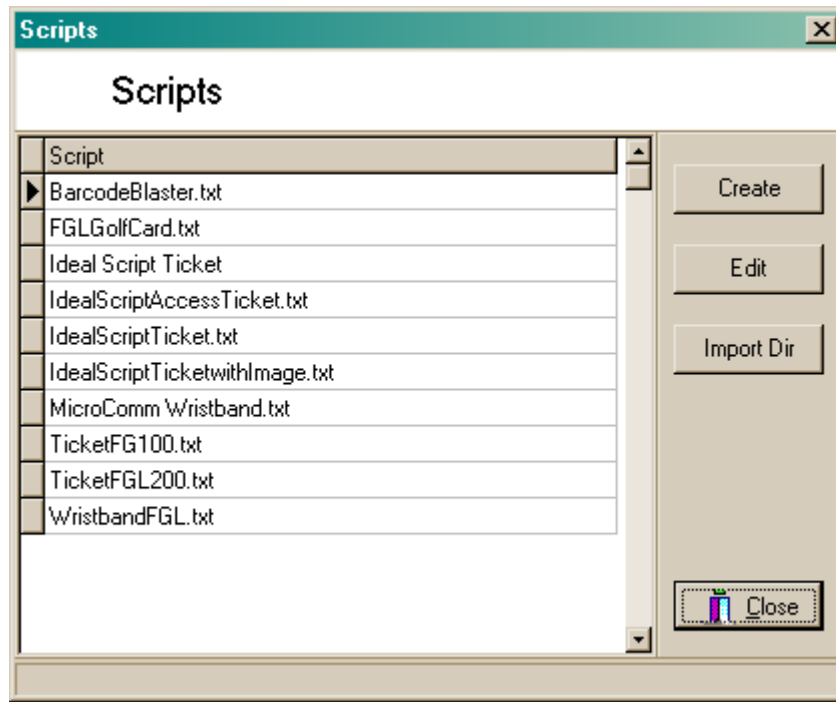 Scripts
Scripts
Script
BarcodeBlaster.txt
FGLGolfCard.txt
Ideal Script Ticket
IdealScriptAccessTicket.txt
IdealScriptTicket.txt
IdealScriptTicketwithImage.txt
MicroComm Wristband.txt
TicketFG100.txt
TicketFGL200.txt
WristbandFGL.txt
Create
Edit
Import Dir
Close